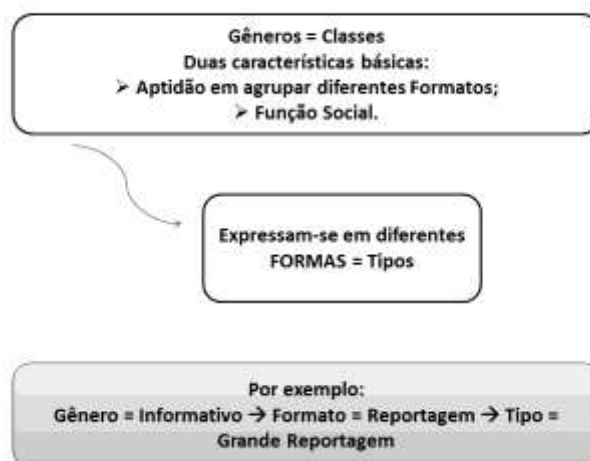 Gêneros = Classes
Duas características básicas:
➢ Aptidão em agrupar diferentes Formatos;
➢ Função Social.
Expressam-se em diferentes
FORMAS = Tipos
Por exemplo:
Gênero = Informativo → Formato = Reportagem → Tipo =
Grande Reportagem